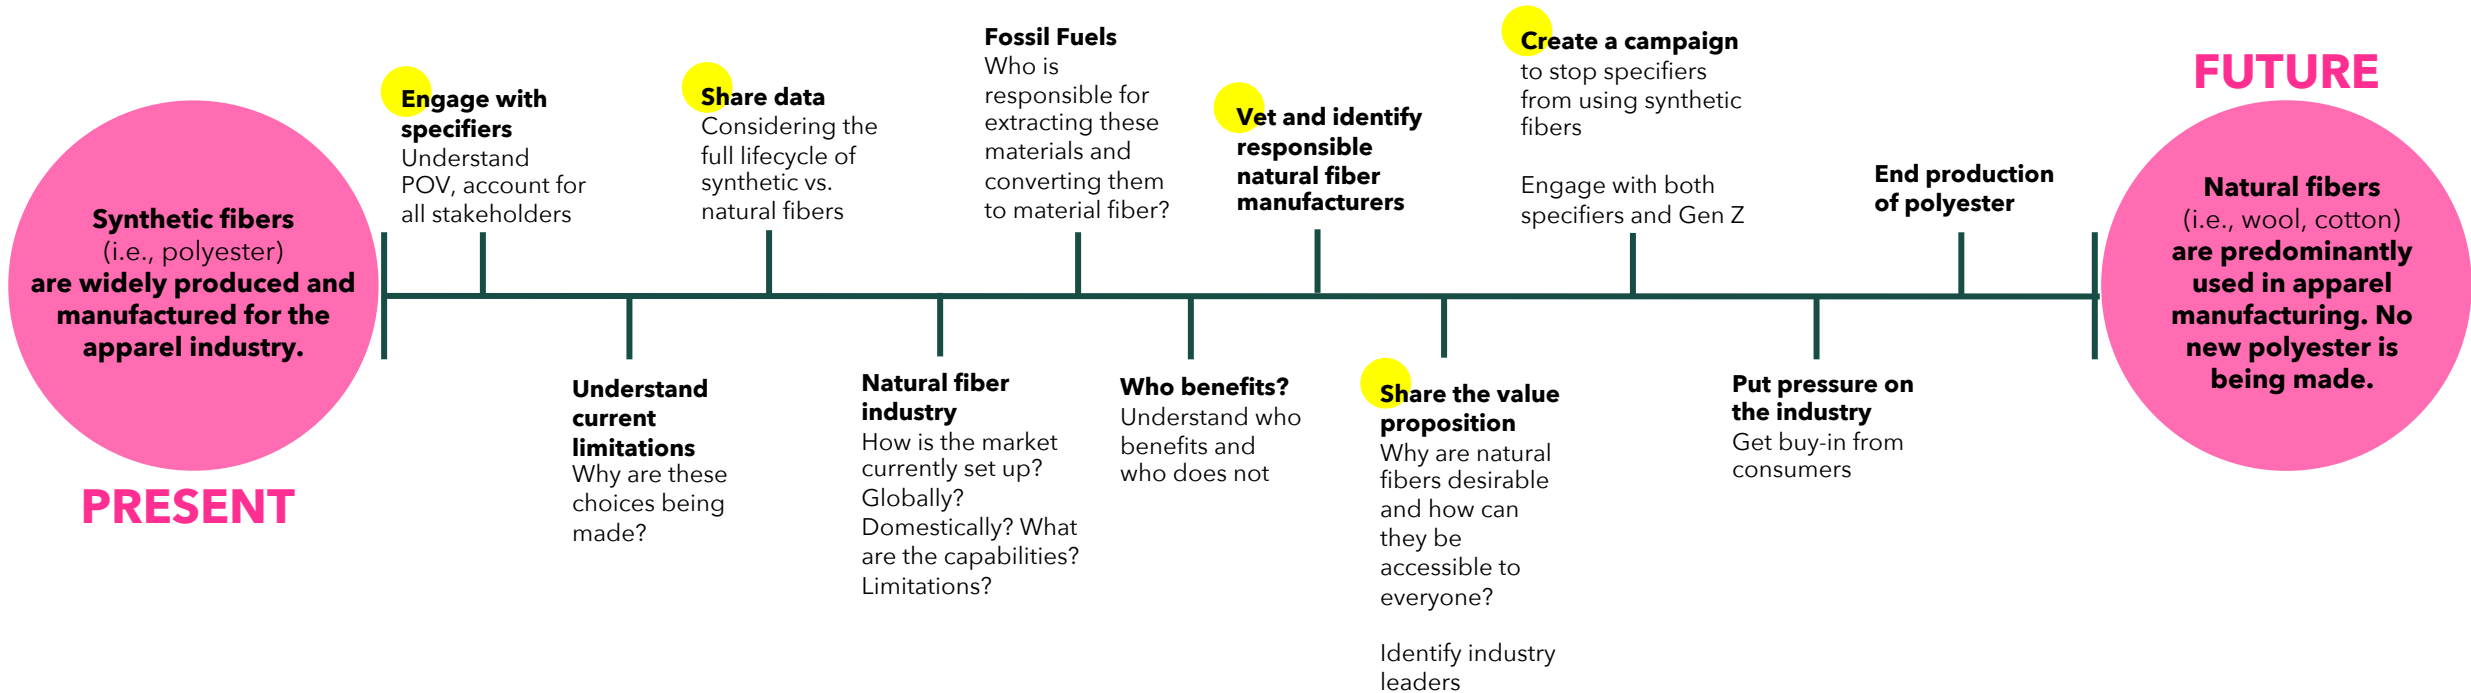 PRESENT
Synthetic fibers
(i.e., polyester)
are widely produced and
manufactured for the
apparel industry.
Engage with
specifiers
Understand
POV, account for
all stakeholders
Understand
current
limitations
Why are these
choices being
made?
Share data
Considering the
full lifecycle of
synthetic vs.
natural fibers
Natural fiber
industry
How is the market
currently set up?
Globally?
Domestically? What
are the capabilities?
Limitations?
Fossil Fuels
Who is
responsible for
extracting these
materials and
converting them
to material fiber?
Who benefits?
Understand who
benefits and
who does not
Vet and identify
responsible
natural fiber
manufacturers
Share the value
proposition
Why are natural
fibers desirable
and how can
they be
accessible to
everyone?
Identify industry
leaders
Create a campaign
to stop specifiers
from using synthetic
fibers
Engage with both
specifiers and Gen Z
Put pressure on
the industry
Get buy-in from
consumers
End production
of polyester
FUTURE
Natural fibers
(i.e., wool, cotton)
are predominantly
used in apparel
manufacturing. No
new polyester is
being made.